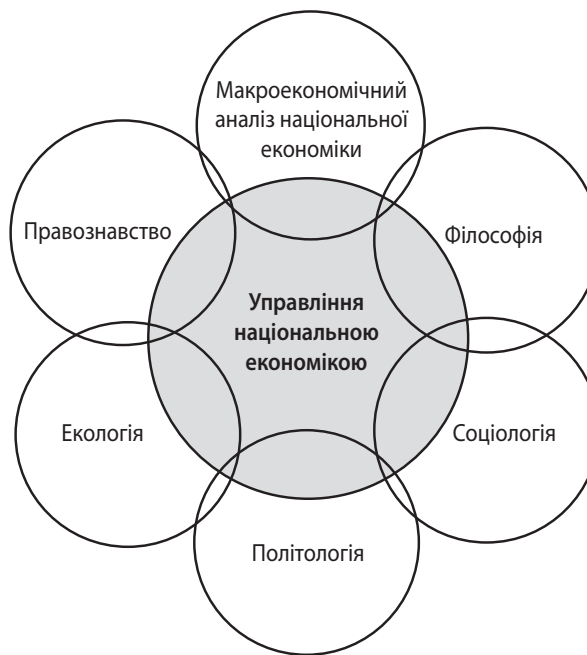 Макроекономічний
аналіз національної
економіки
Правознавство
Філософія
Управління
національною
економікою
Екологія
Соціологія
Політологія